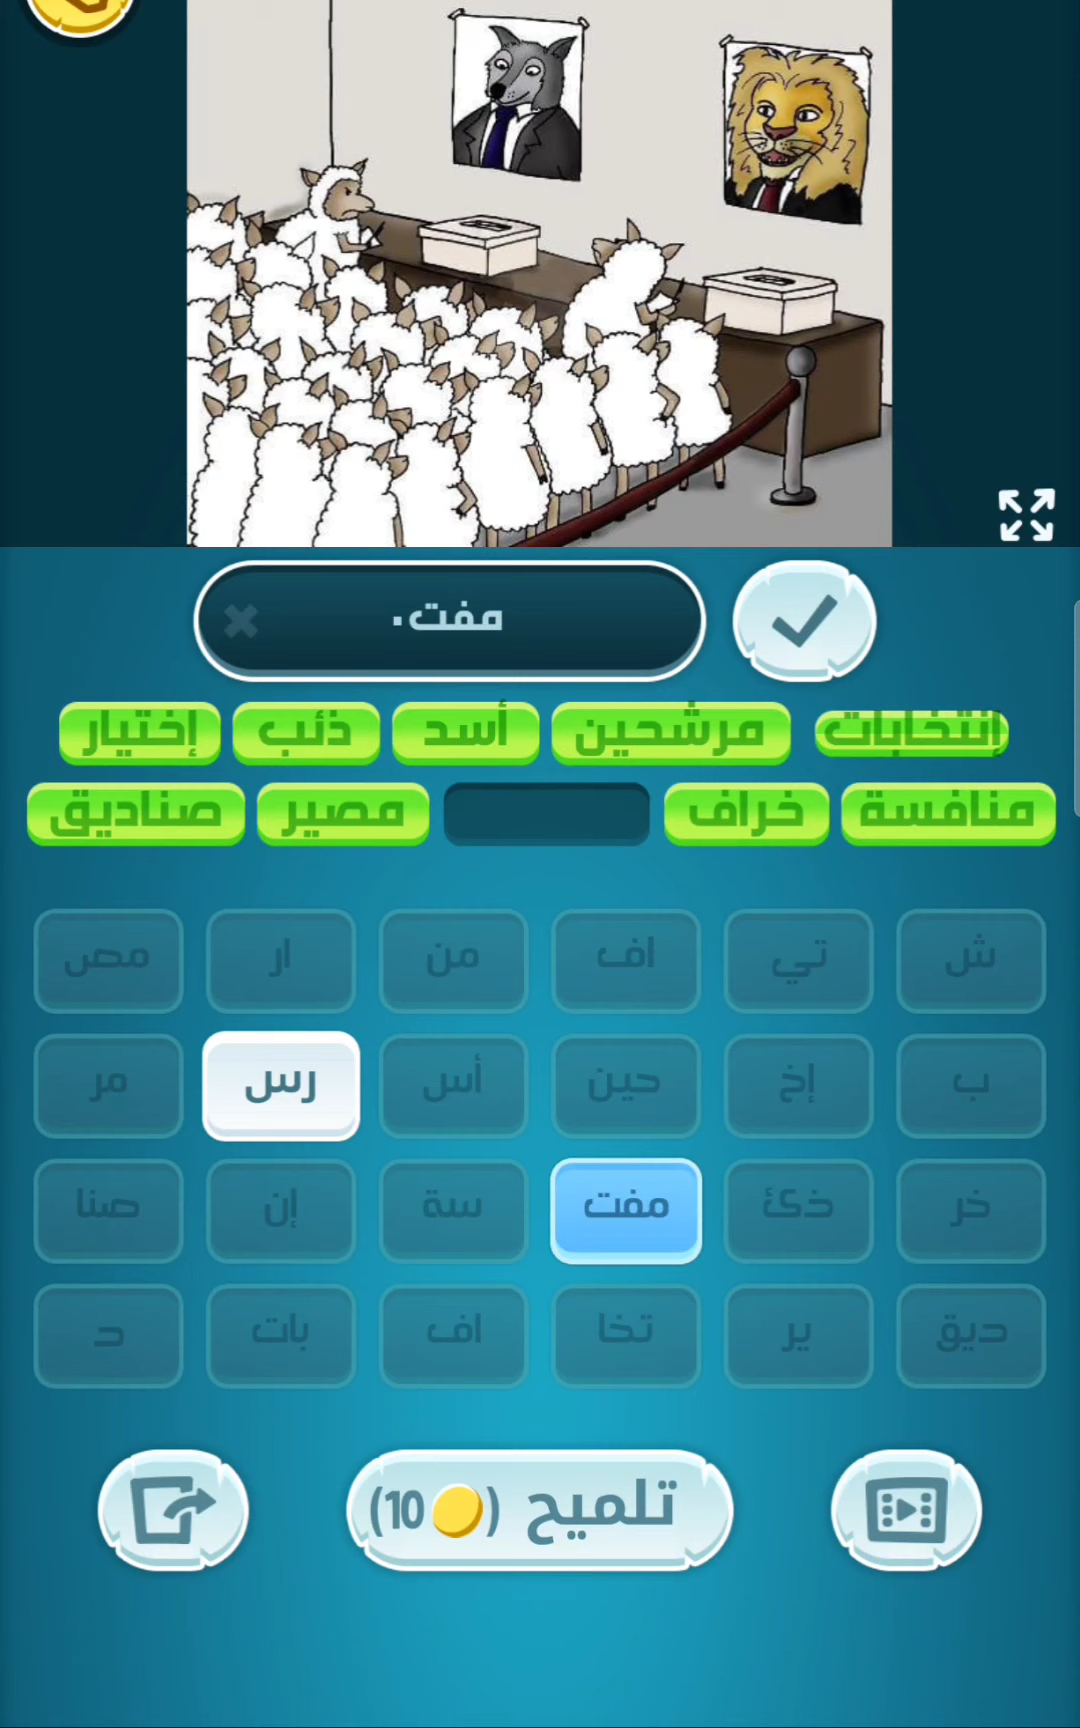 مفت.
إنتخابات مرشحين أسد ذئب إختيار
منافسة خراف مصير صناديق
ش تي اف من ار مص
ب إخ حين أس رس مر
خر ذئ مفت سة إن صنا
ديق ير تخا اف بات د
تلميح (10)